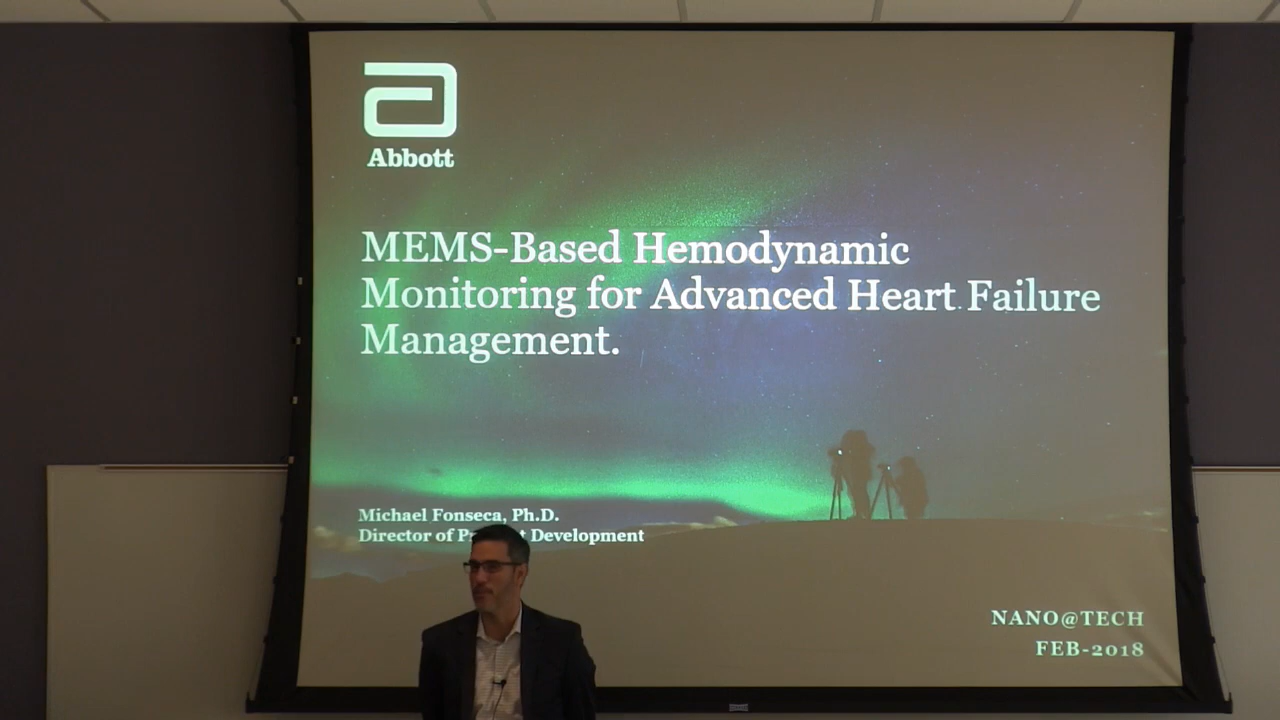 Abbott
MEMS-Based Hemodynamic
Monitoring for Advanced Heart Failure
Management.
Michael Fonseca, Ph.D.
Director of Development
NANO@TECH
FEB-2018